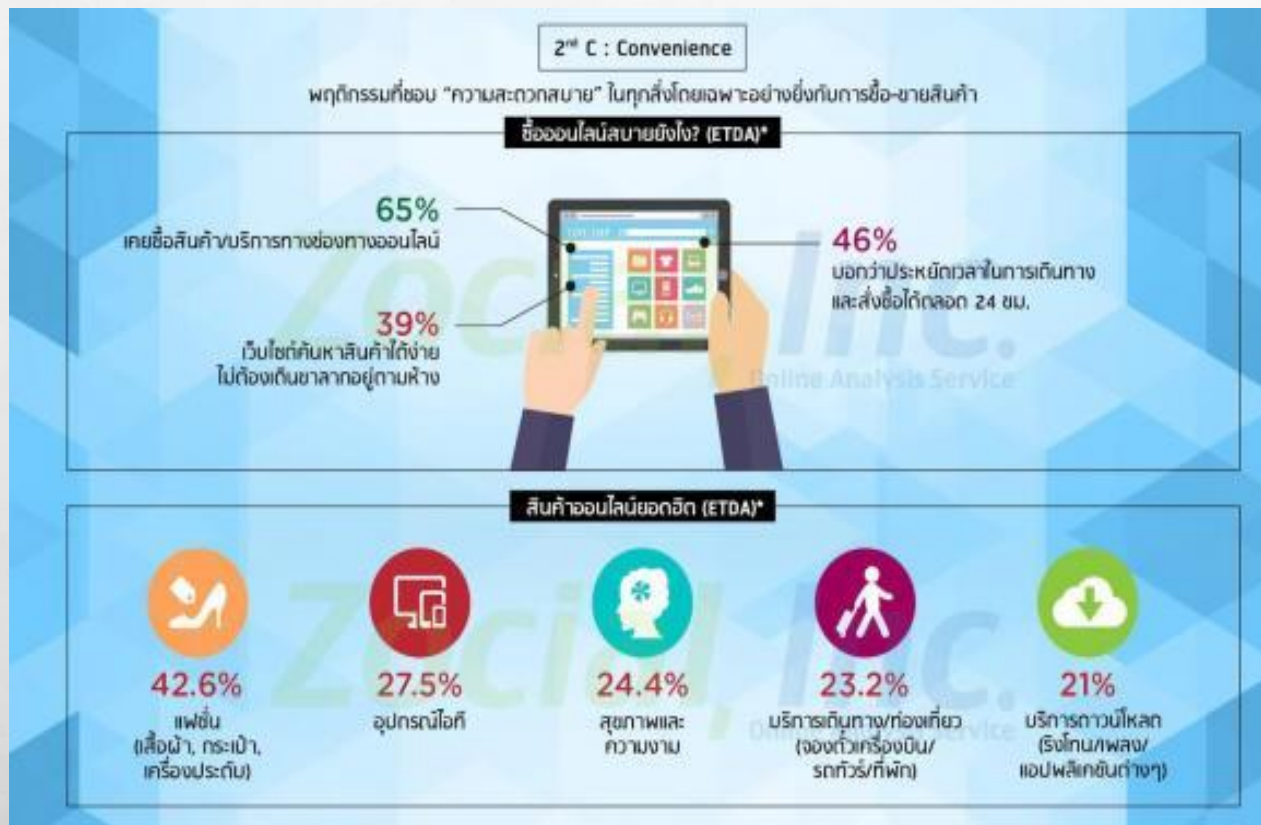 2nd C : Convenience
พฤติกรรมที่ชอบ "ความสะดวกสบาย" ในทุกสิ่งโดยเฉพาะอย่างยิ่งกับการซื้อ-ขายสินค้า
ซื้อออนไลน์สบายยังไง? (ETDA)*
65%
เคยซื้อสินค้า/บริการทางช่องทางออนไลน์
46%
บอกว่าประหยัดเวลาในการเดินทาง
และสั่งซื้อได้ตลอด 24 ชม.
39%
เว็บไซต์ค้นหาสินค้าได้ง่าย
ไม่ต้องเดินขาลากอยู่ตามห้าง
Zocial, Inc.
Online Analysis Service
สินค้าออนไลน์ยอดฮิต (ETDA)*
42.6%
แฟชั่น
(เสื้อผ้า, กระเป๋า,
เครื่องประดับ)
27.5%
อุปกรณ์ไอที
24.4%
สุขภาพและ
ความงาม
23.2%
บริการเดินทาง/ท่องเที่ยว
(จองตั๋วเครื่องบิน/
รถทัวร์/ที่พัก)
21%
บริการดาวน์โหลด
(ริงโทน/เพลง/
แอปพลิเคชันต่างๆ)
Zocial, Inc.
Online Analysis Service